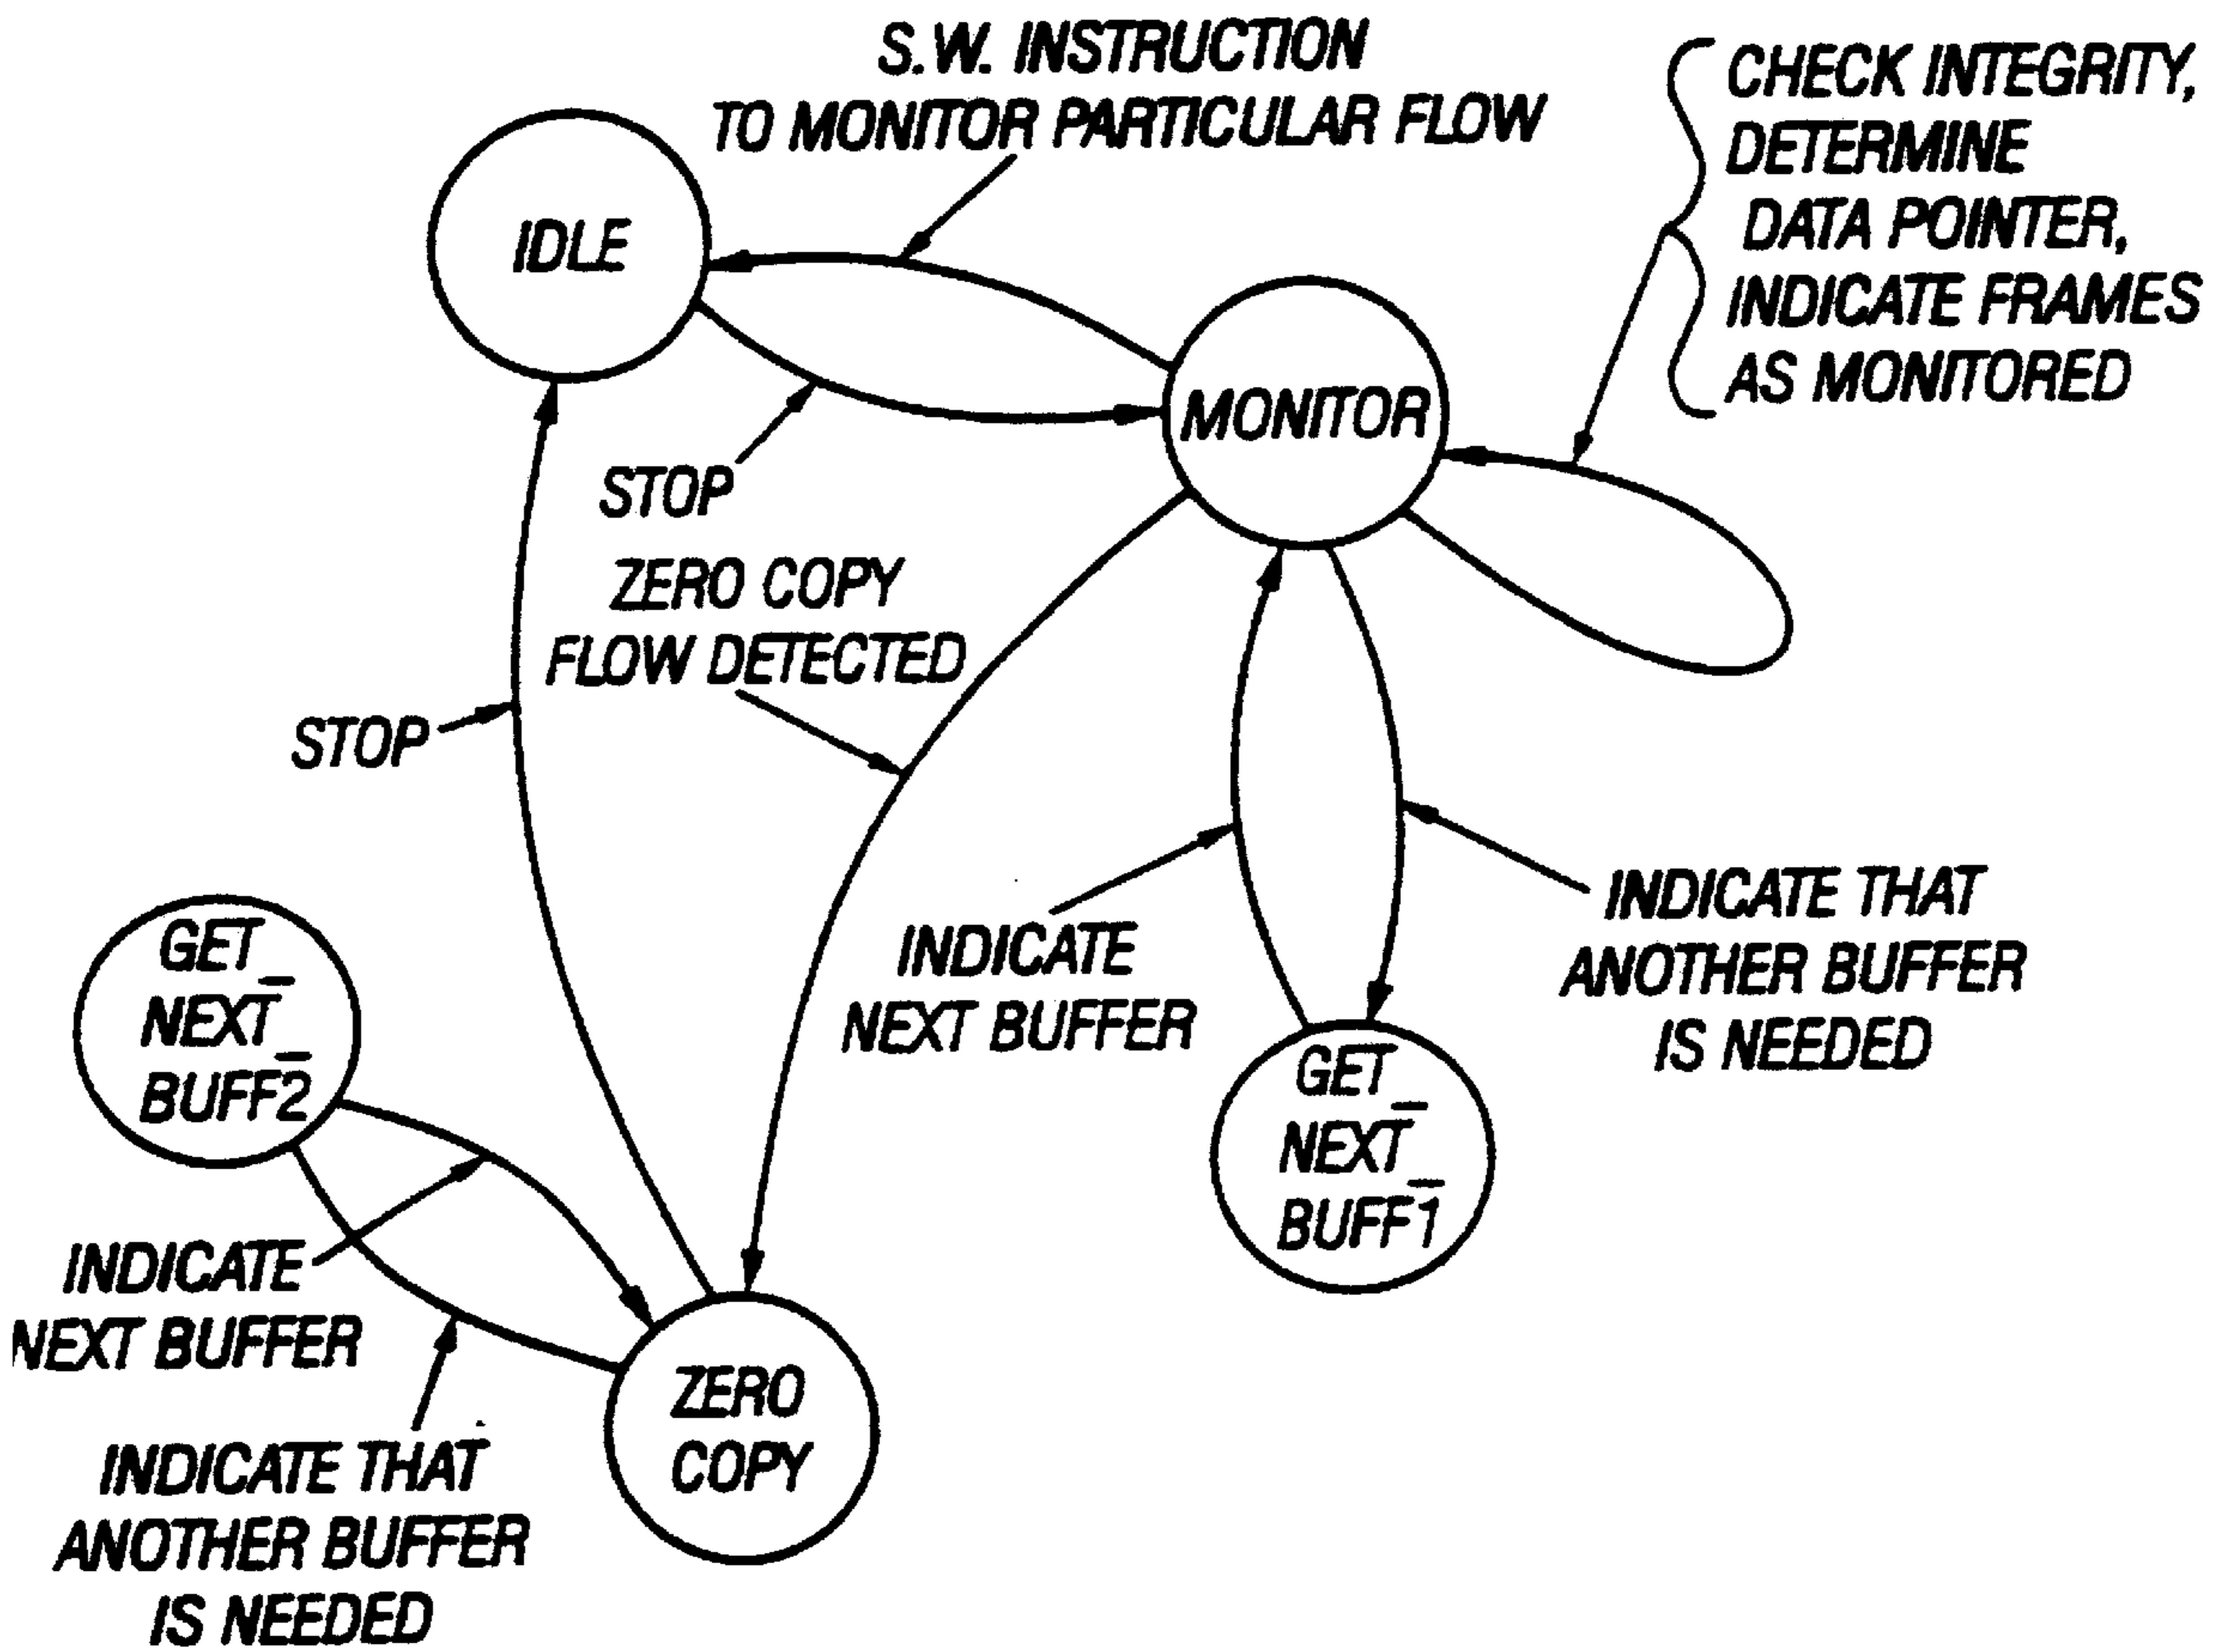 S.W. INSTRUCTION
TO MONITOR PARTICULAR FLOW
CHECK INTEGRITY,
DETERMINE
DATA POINTER,
INDICATE FRAMES
AS MONITORED
IDLE
MONITOR
STOP
ZERO COPY
FLOW DETECTED
STOP
INDICATE THAT
ANOTHER BUFFER
IS NEEDED
INDICATE
NEXT BUFFER
GET_
NEXT_
BUFF2
GET_
NEXT_
BUFF1
INDICATE
NEXT BUFFER
ZERO
COPY
INDICATE THAT
ANOTHER BUFFER
IS NEEDED